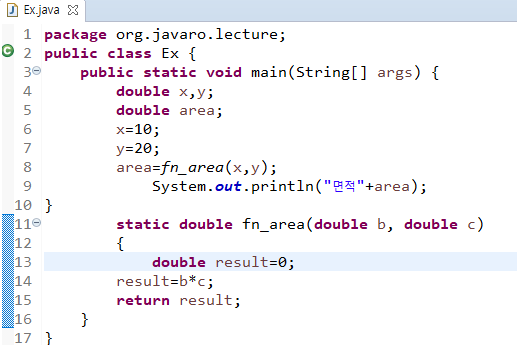 Ex.java
1 package org.javaro.lecture;
2 public class Ex {
3 public static void main(String[] args) {
4 double x,y;
5 double area;
6 x=10;
7 y=20;
8 area=fn_area(x,y);
9 System.out.println("면적"+area);
10 }
11 static double fn_area(double b, double c)
12 {
13 double result=0;
14 result=b*c;
15 return result;
16 }
17 }